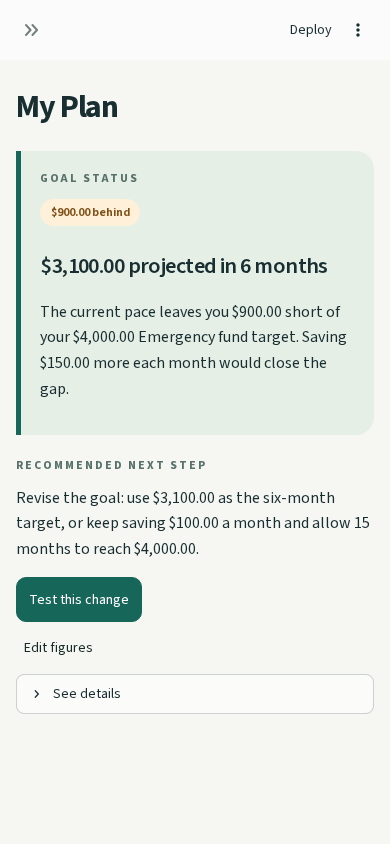 Deploy
My Plan
GOAL STATUS
$900.00 behind
$3,100.00 projected in 6 months
The current pace leaves you $900.00 short of
your $4,000.00 Emergency fund target. Saving
$150.00 more each month would close the
gap.
RECOMMENDED NEXT STEP
Revise the goal: use $3,100.00 as the six-month
target, or keep saving $100.00 a month and allow 15
months to reach $4,000.00.
Test this change
Edit figures
See details